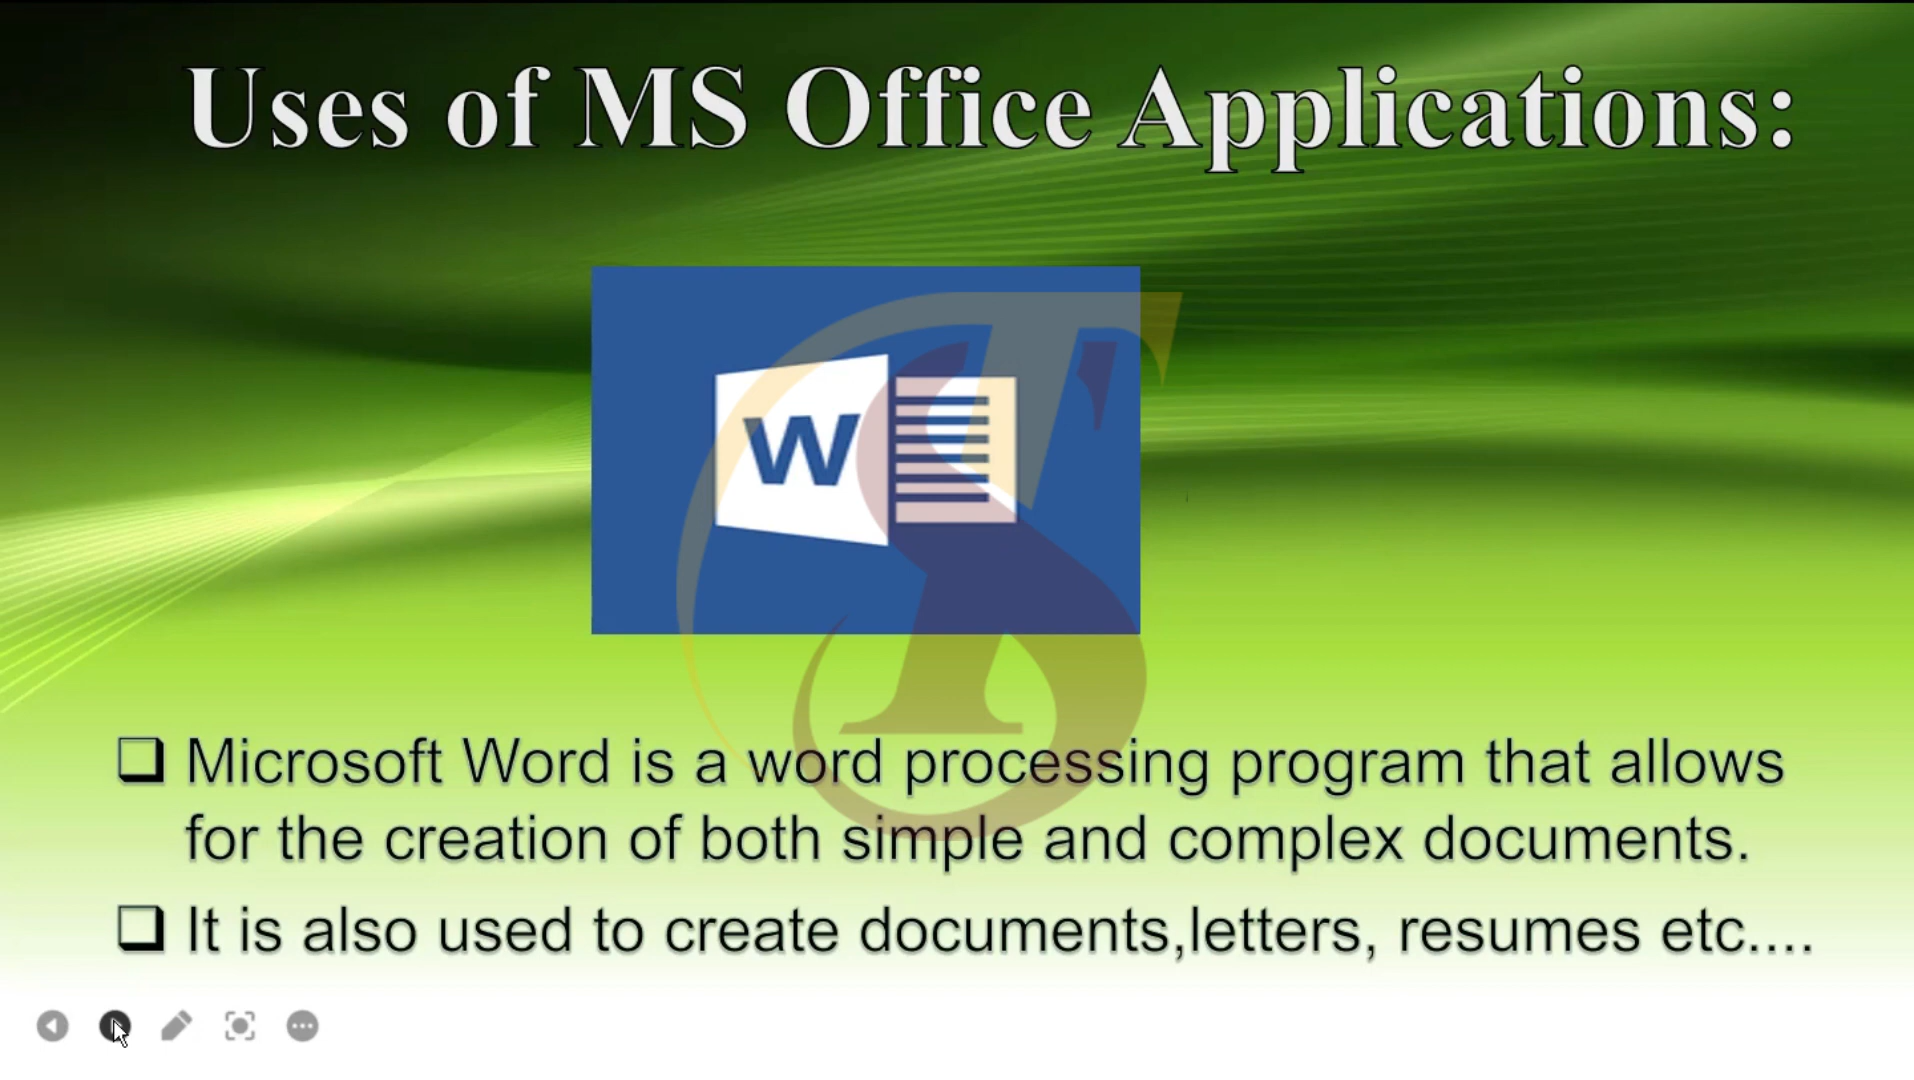 Uses of MS Office Applications:
W
Microsoft Word is a word processing program that allows
for the creation of both simple and complex documents.
It is also used to create documents,letters, resumes etc....